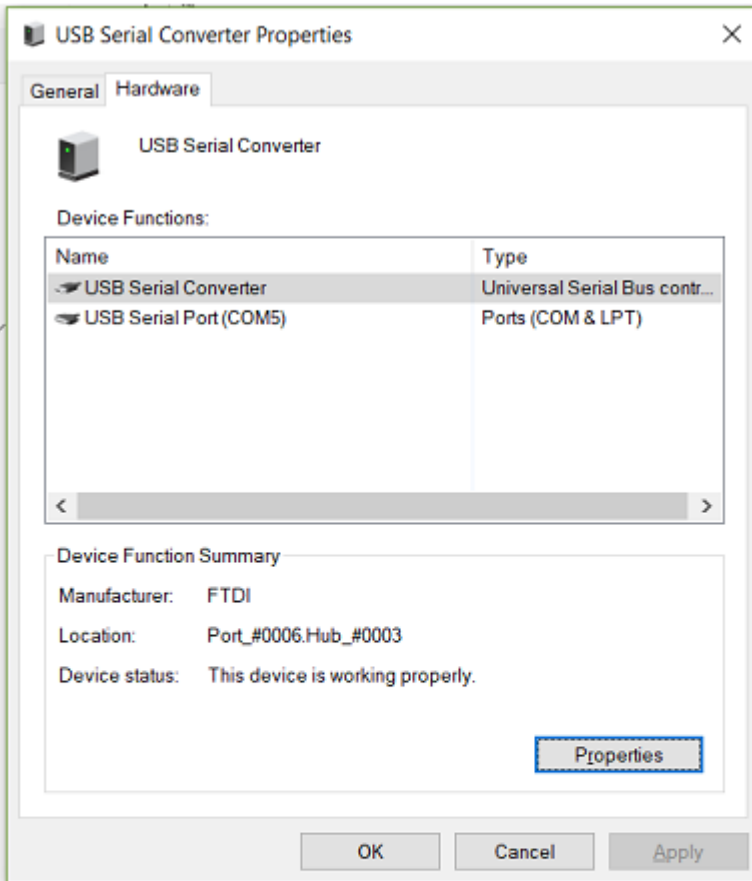 USB Serial Converter Properties
General Hardware
USB Serial Converter
Device Functions:
Name Type
USB Serial Converter Universal Serial Bus contr...
USB Serial Port (COM5) Ports (COM & LPT)
Device Function Summary
Manufacturer: FTDI
Location: Port_#0006.Hub_#0003
Device status: This device is working properly.
Properties
OK Cancel Apply